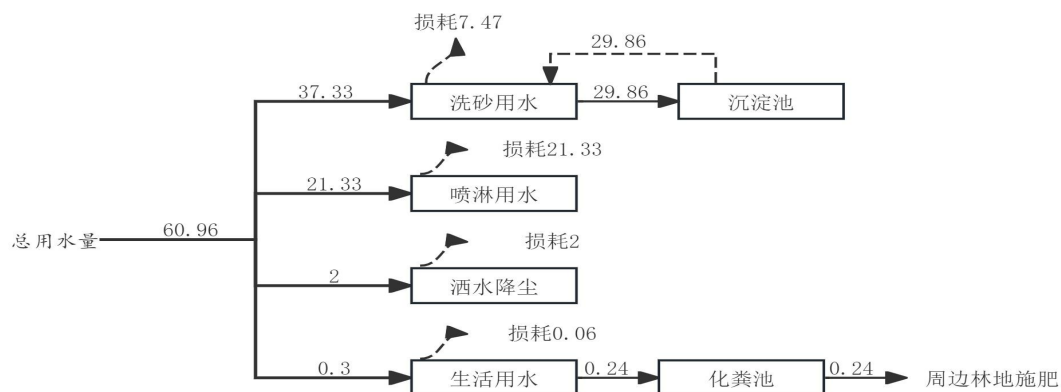 损耗7.47
29.86
37.33
洗砂用水
29.86
沉淀池
损耗21.33
21.33
喷淋用水
总用水量
60.96
损耗2
2
洒水降尘
损耗0.06
0.3
生活用水
0.24
化粪池
0.24
周边林地施肥